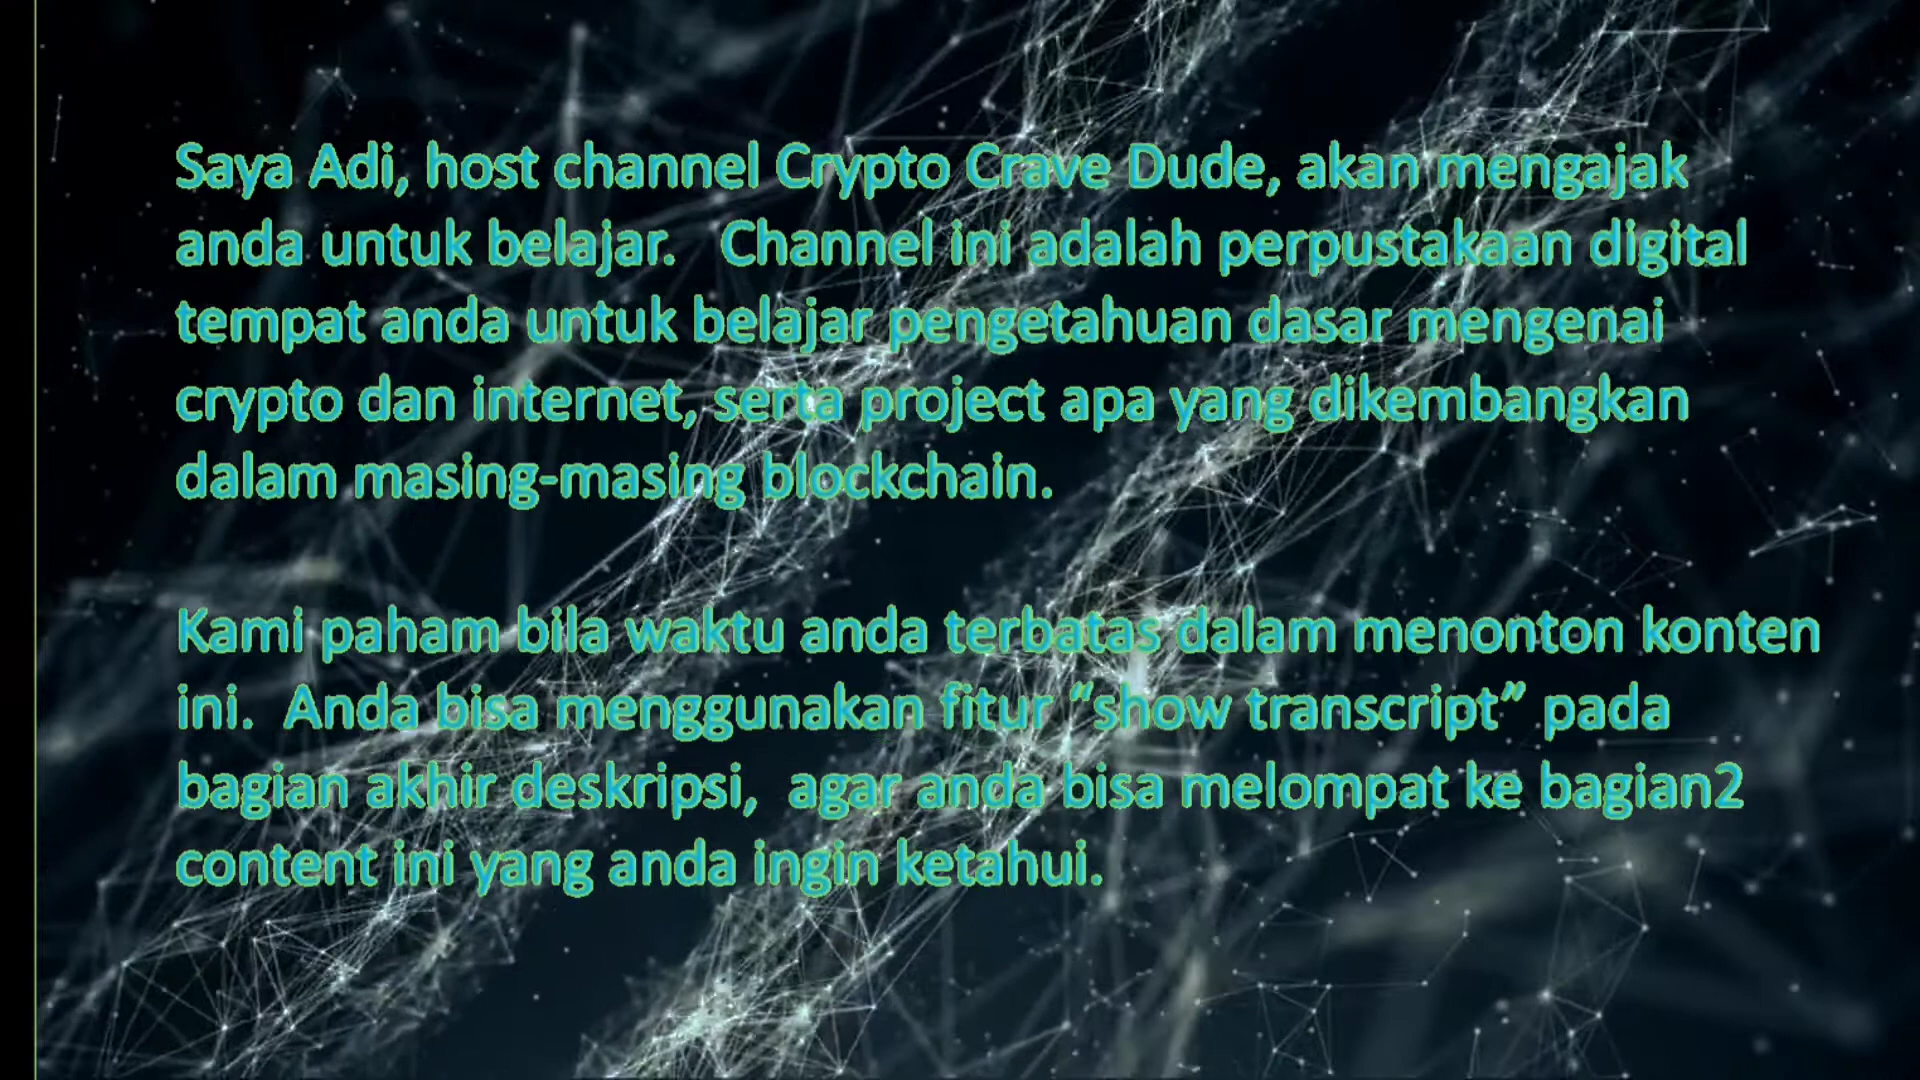 Saya Adi, host channel Crypto Crave Dude, akan mengajak
anda untuk belajar.   Channel ini adalah perpustakaan digital
tempat anda untuk belajar pengetahuan dasar mengenai
crypto dan internet, serta project apa yang dikembangkan
dalam masing-masing blockchain.
Kami paham bila waktu anda terbatas dalam menonton konten
ini.  Anda bisa menggunakan fitur “show transcript” pada
bagian akhir deskripsi,  agar anda bisa melompat ke bagian2
content ini yang anda ingin ketahui.